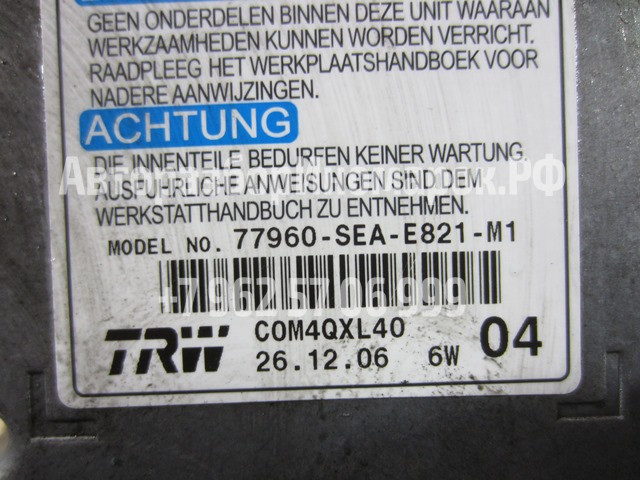 GEEN ONDERDELEN BINNEN DEZE UNIT WAARAAN
WERKZAAMHEDEN KUNNEN WORDEN VERRICHT.
RAADPLEEG HET WERKPLAATSHANDBOEK VOOR
NADERE AANWIJZINGEN.
ACHTUNG
DIE INNENTEILE BEDÜRFEN KEINER WARTUNG.
AUSFÜHRLICHE ANWEISUNGEN SIND DEM
WERKSTATTHANDBUCH ZU ENTNEHMEN.
MODEL NO. 77960-SEA-E821-M1
+79625706999
TRW C0M4QXL40 04
26.12.06 6W